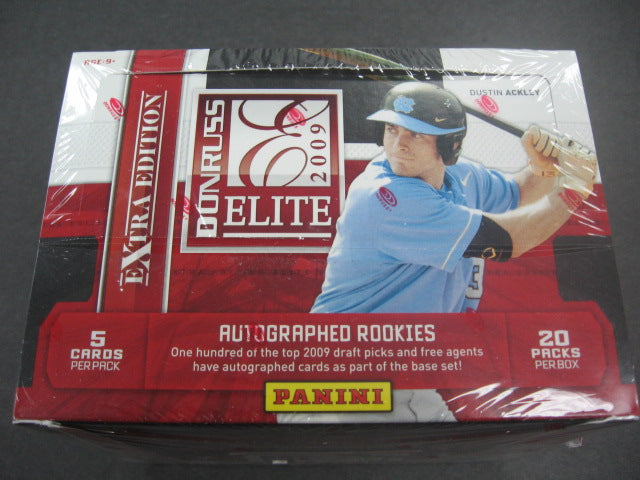 AGE: 9+
DUSTIN ACKLEY
EXTRA EDITION
DONRUSS
E
2009
ELITE
5
CARDS
PER PACK
AUTOGRAPHED ROOKIES
One hundred of the top 2009 draft picks and free agents
have autographed cards as part of the base set!
20
PACKS
PER BOX
PANINI